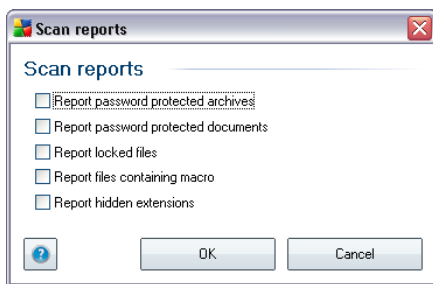 Scan reports
Scan reports
Report password protected archives
Report password protected documents
Report locked files
Report files containing macro
Report hidden extensions
?
OK
Cancel